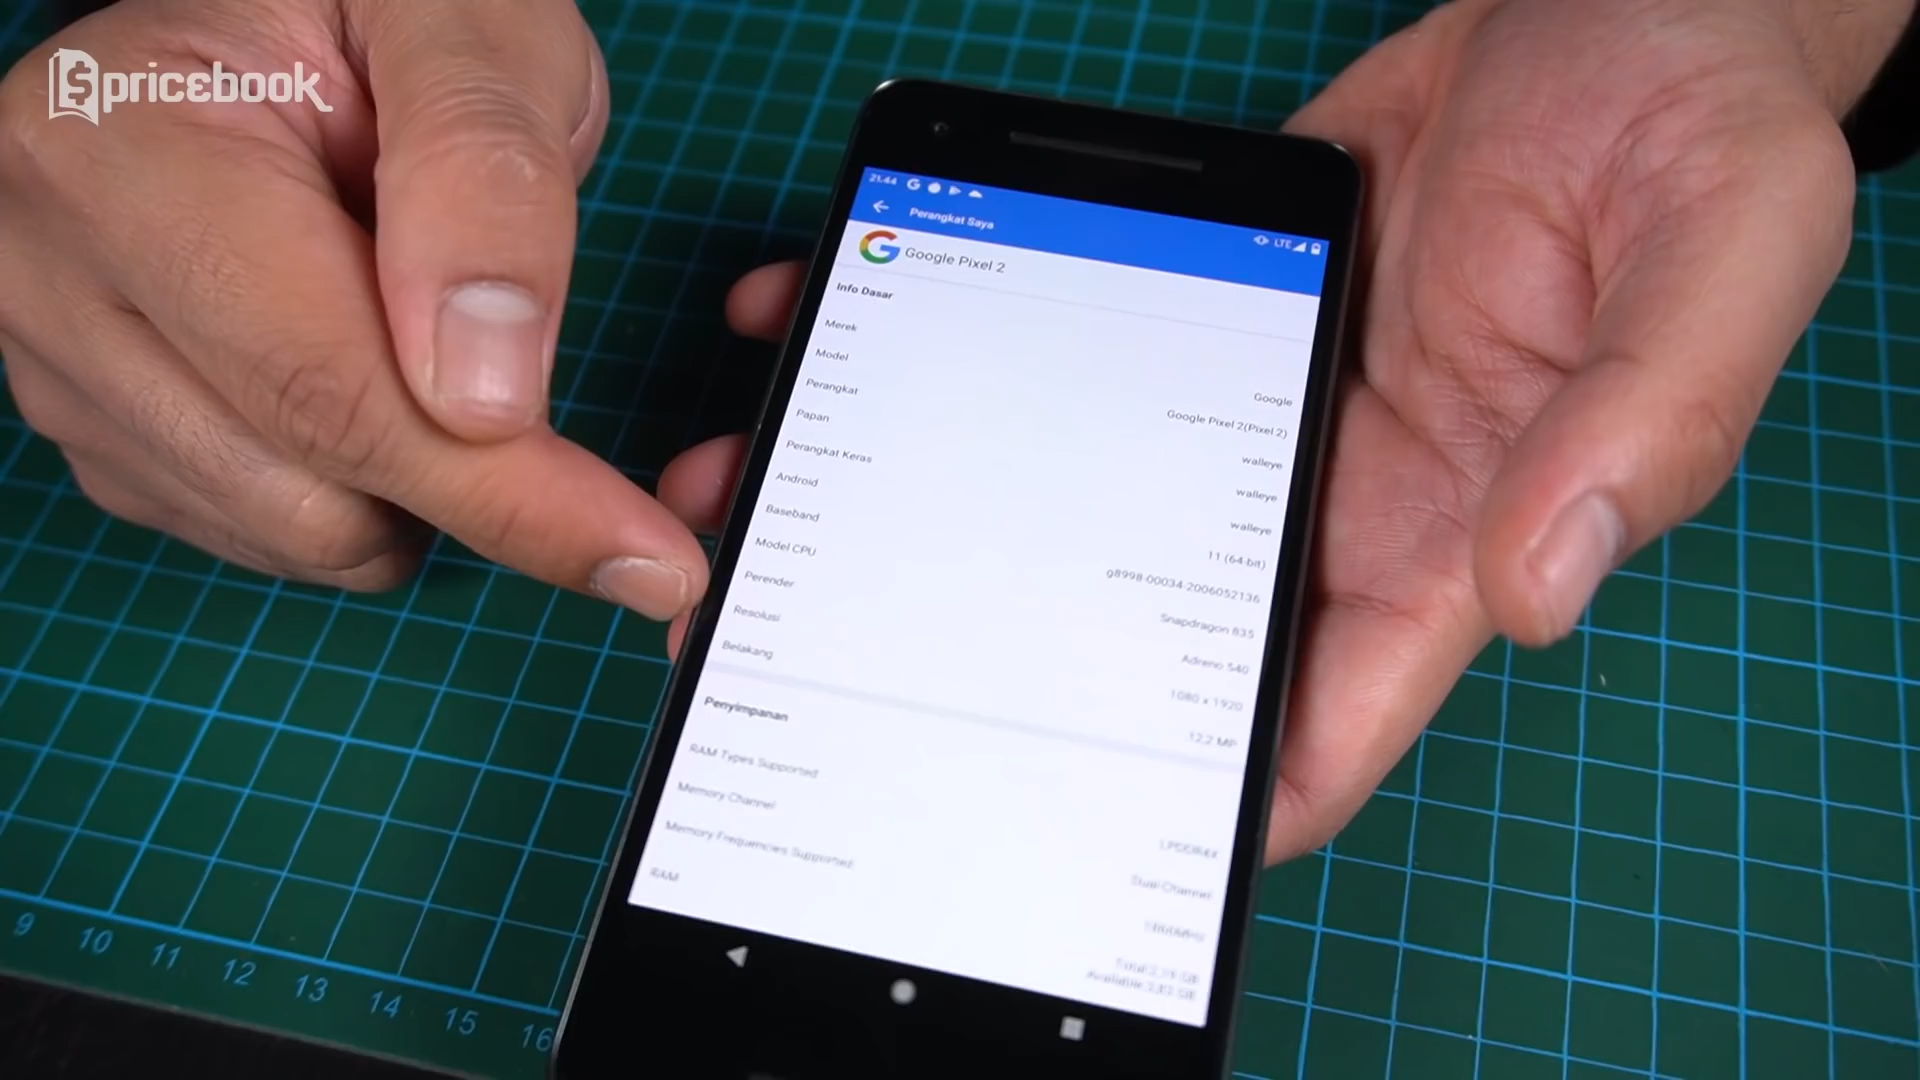 pricebook
21.44
LTE
Perangkat Saya
Google Pixel 2
Info Dasar
Merek
Google
Model
Google Pixel 2(Pixel 2)
Perangkat
walleye
Papan
walleye
Perangkat Keras
walleye
Android
11 (64-bit)
Baseband
g8998-00034-2006052136
Model CPU
Snapdragon 835
Perender
Adreno 540
Resolusi
1080 x 1920
Belakang
12.2 MP
Penyimpanan
RAM Types Supported
Memory Channel
Dual Channel
Memory Frequencies Supported
RAM
9 10 11 12 13 14 15 16